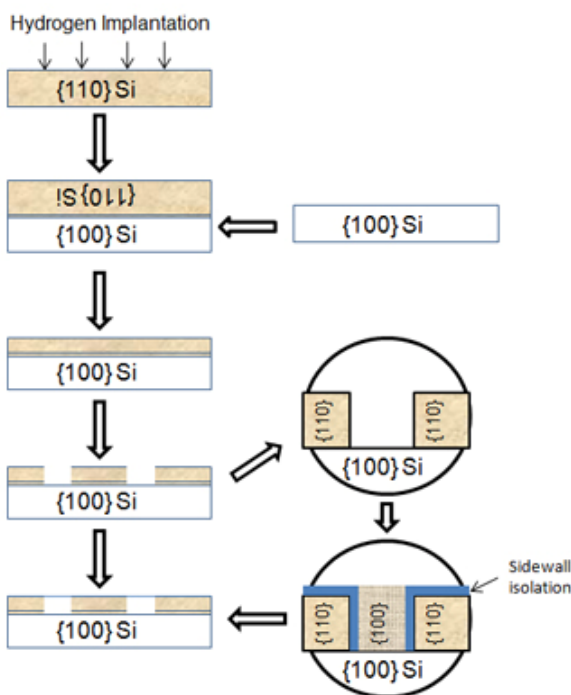 Hydrogen Implantation
{110} Si
{110} Si
{100} Si
{100} Si
{100} Si
{110}
{110}
{100} Si
{100} Si
Sidewall
isolation
{110}
{100}
{110}
{100} Si
{100} Si